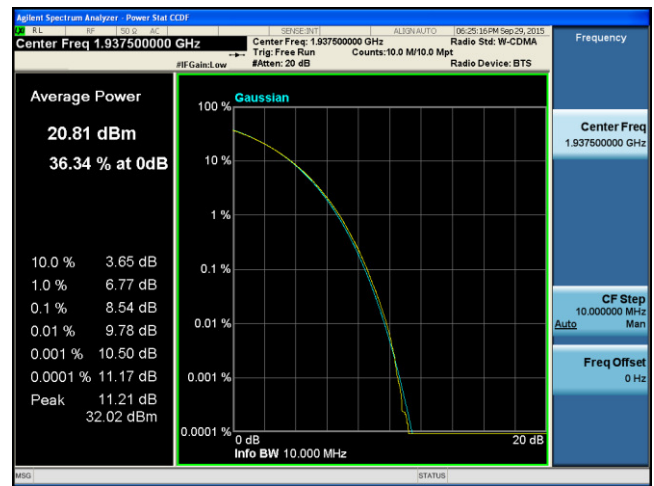 Agilent Spectrum Analyzer - Power Stat CCDF
RL RF 50 Ω AC SENSE:INT ALIGN AUTO 06:25:16 PM Sep 29, 2015
Center Freq 1.937500000 GHz
Center Freq: 1.937500000 GHz Radio Std: W-CDMA
Trig: Free Run Counts:10.0 M/10.0 Mpt
#IFGain:Low #Atten: 20 dB Radio Device: BTS
Frequency
Average Power
20.81 dBm
36.34 % at 0dB
10.0 % 3.65 dB
1.0 % 6.77 dB
0.1 % 8.54 dB
0.01 % 9.78 dB
0.001 % 10.50 dB
0.0001 % 11.17 dB
Peak 11.21 dB
32.02 dBm
Gaussian
100 %
10 %
1 %
0.1 %
0.01 %
0.001 %
0.0001 %
0 dB 20 dB
Info BW 10.000 MHz
Center Freq
1.937500000 GHz
CF Step
10.000000 MHz
Auto Man
Freq Offset
0 Hz
MSG STATUS